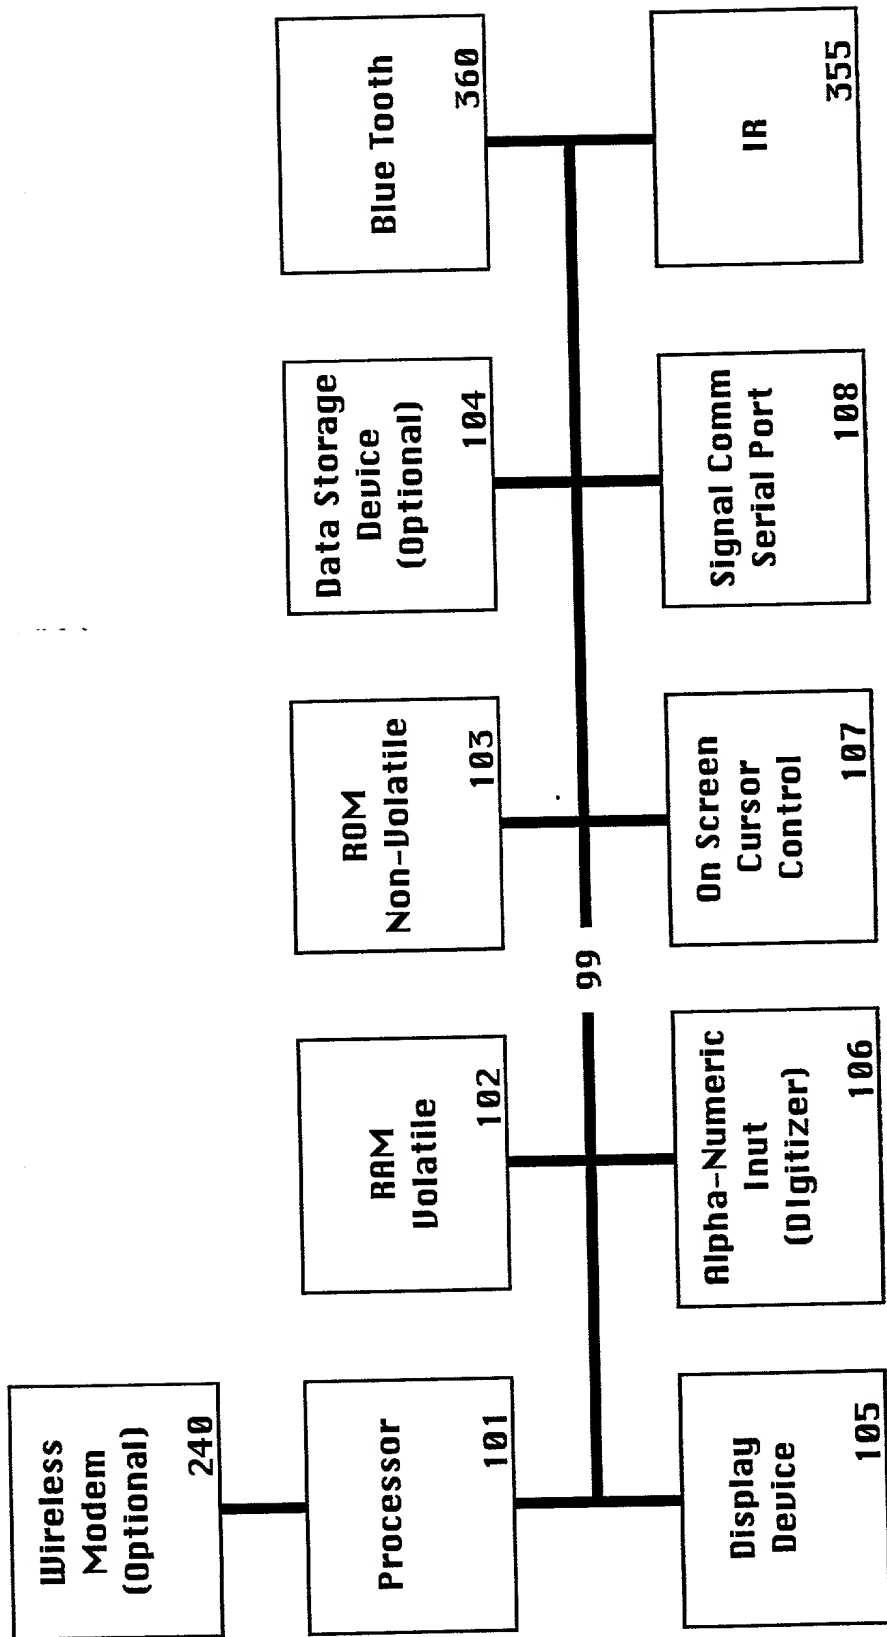 Wireless
Modem
(Optional)
240
Processor
101
RAM
Volatile
102
ROM
Non-Volatile
103
Data Storage
Device
(Optional)
104
Blue Tooth
360
99
Display
Device
105
Alpha-Numeric
Inut
(DIgitizer)
106
On Screen
Cursor
Control
107
Signal Comm
Serial Port
108
IR
355